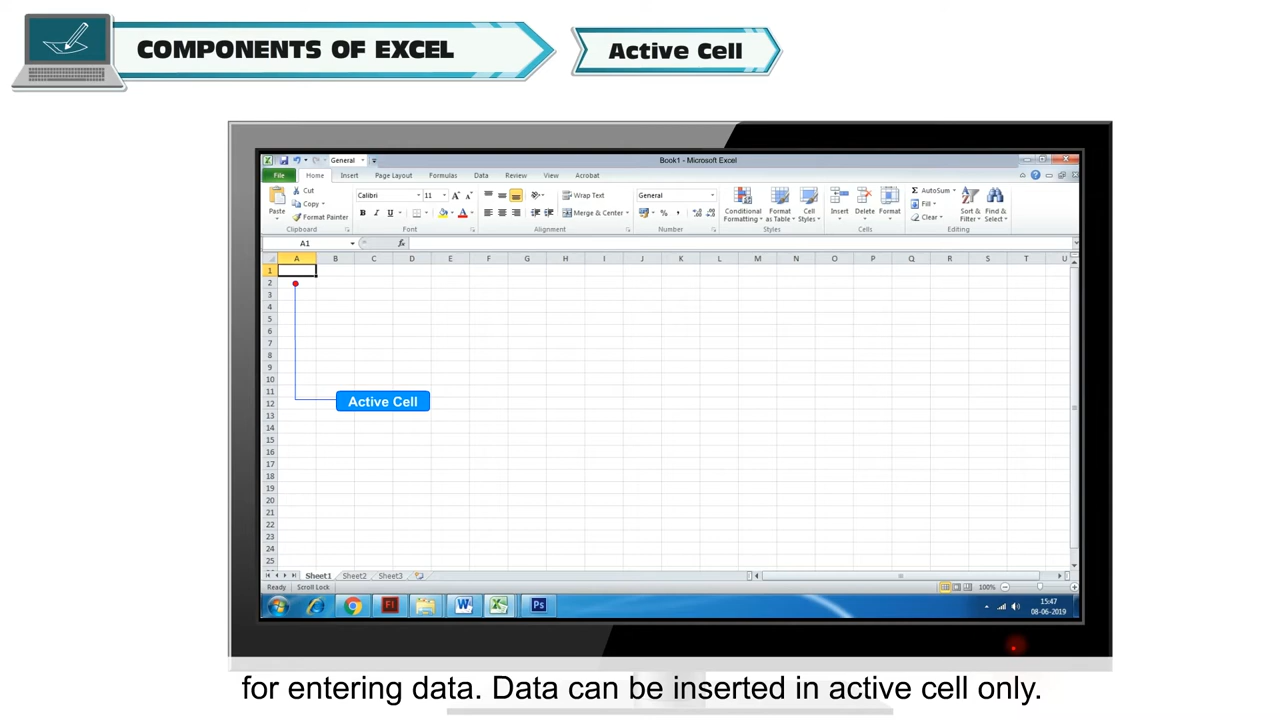 COMPONENTS OF EXCEL
Active Cell
General
Book1 - Microsoft Excel
File Home Insert Page Layout Formulas Data Review View Acrobat
Paste
Cut
Copy
Format Painter
Clipboard
Calibri 11
B I U A
Font
Wrap Text
Merge & Center
Alignment
General
%
Number
Conditional Formatting
Format as Table
Cell Styles
Styles
Insert Delete Format
Cells
Σ AutoSum
Fill
Clear
Sort & Filter
Find & Select
Editing
A1 fx
A B C D E F G H I J K L M N O P Q R S T U
1
2
3
4
5
6
7
8
9
10
11
12
13
14
15
16
17
18
19
20
21
22
23
24
25
Active Cell
Sheet1 Sheet2 Sheet3
Ready Scroll Lock 100%
Fl W Ps
15:47
08-06-2019
for entering data. Data can be inserted in active cell only.